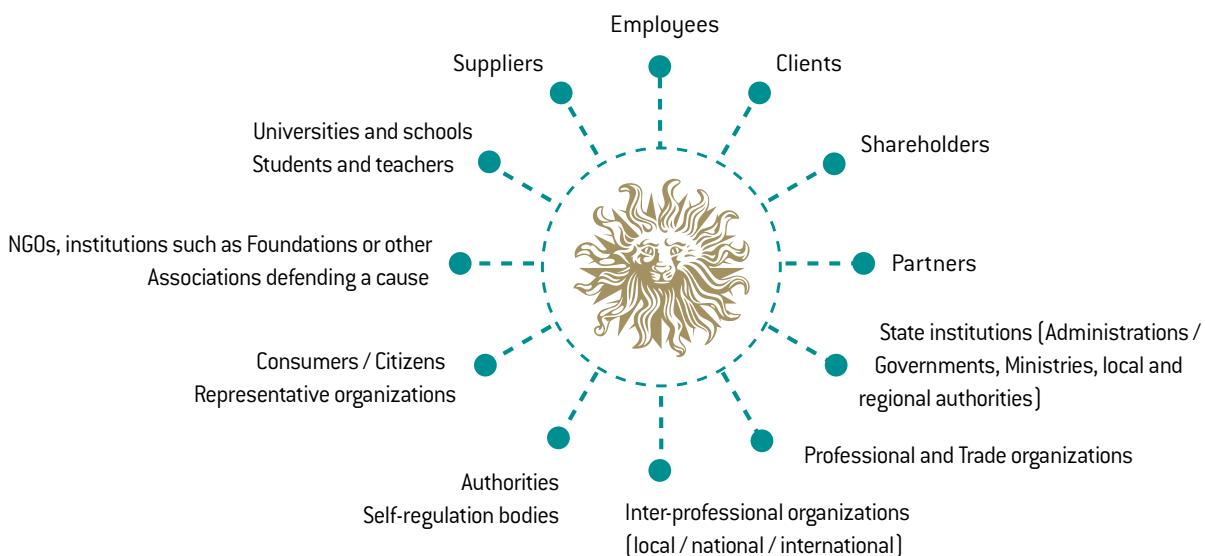 Employees
Clients
Shareholders
Partners
State institutions (Administrations /
Governments, Ministries, local and
regional authorities)
Professional and Trade organizations
Inter-professional organizations
(local / national / international)
Authorities
Self-regulation bodies
Consumers / Citizens
Representative organizations
NGOs, institutions such as Foundations or other
Associations defending a cause
Universities and schools
Students and teachers
Suppliers